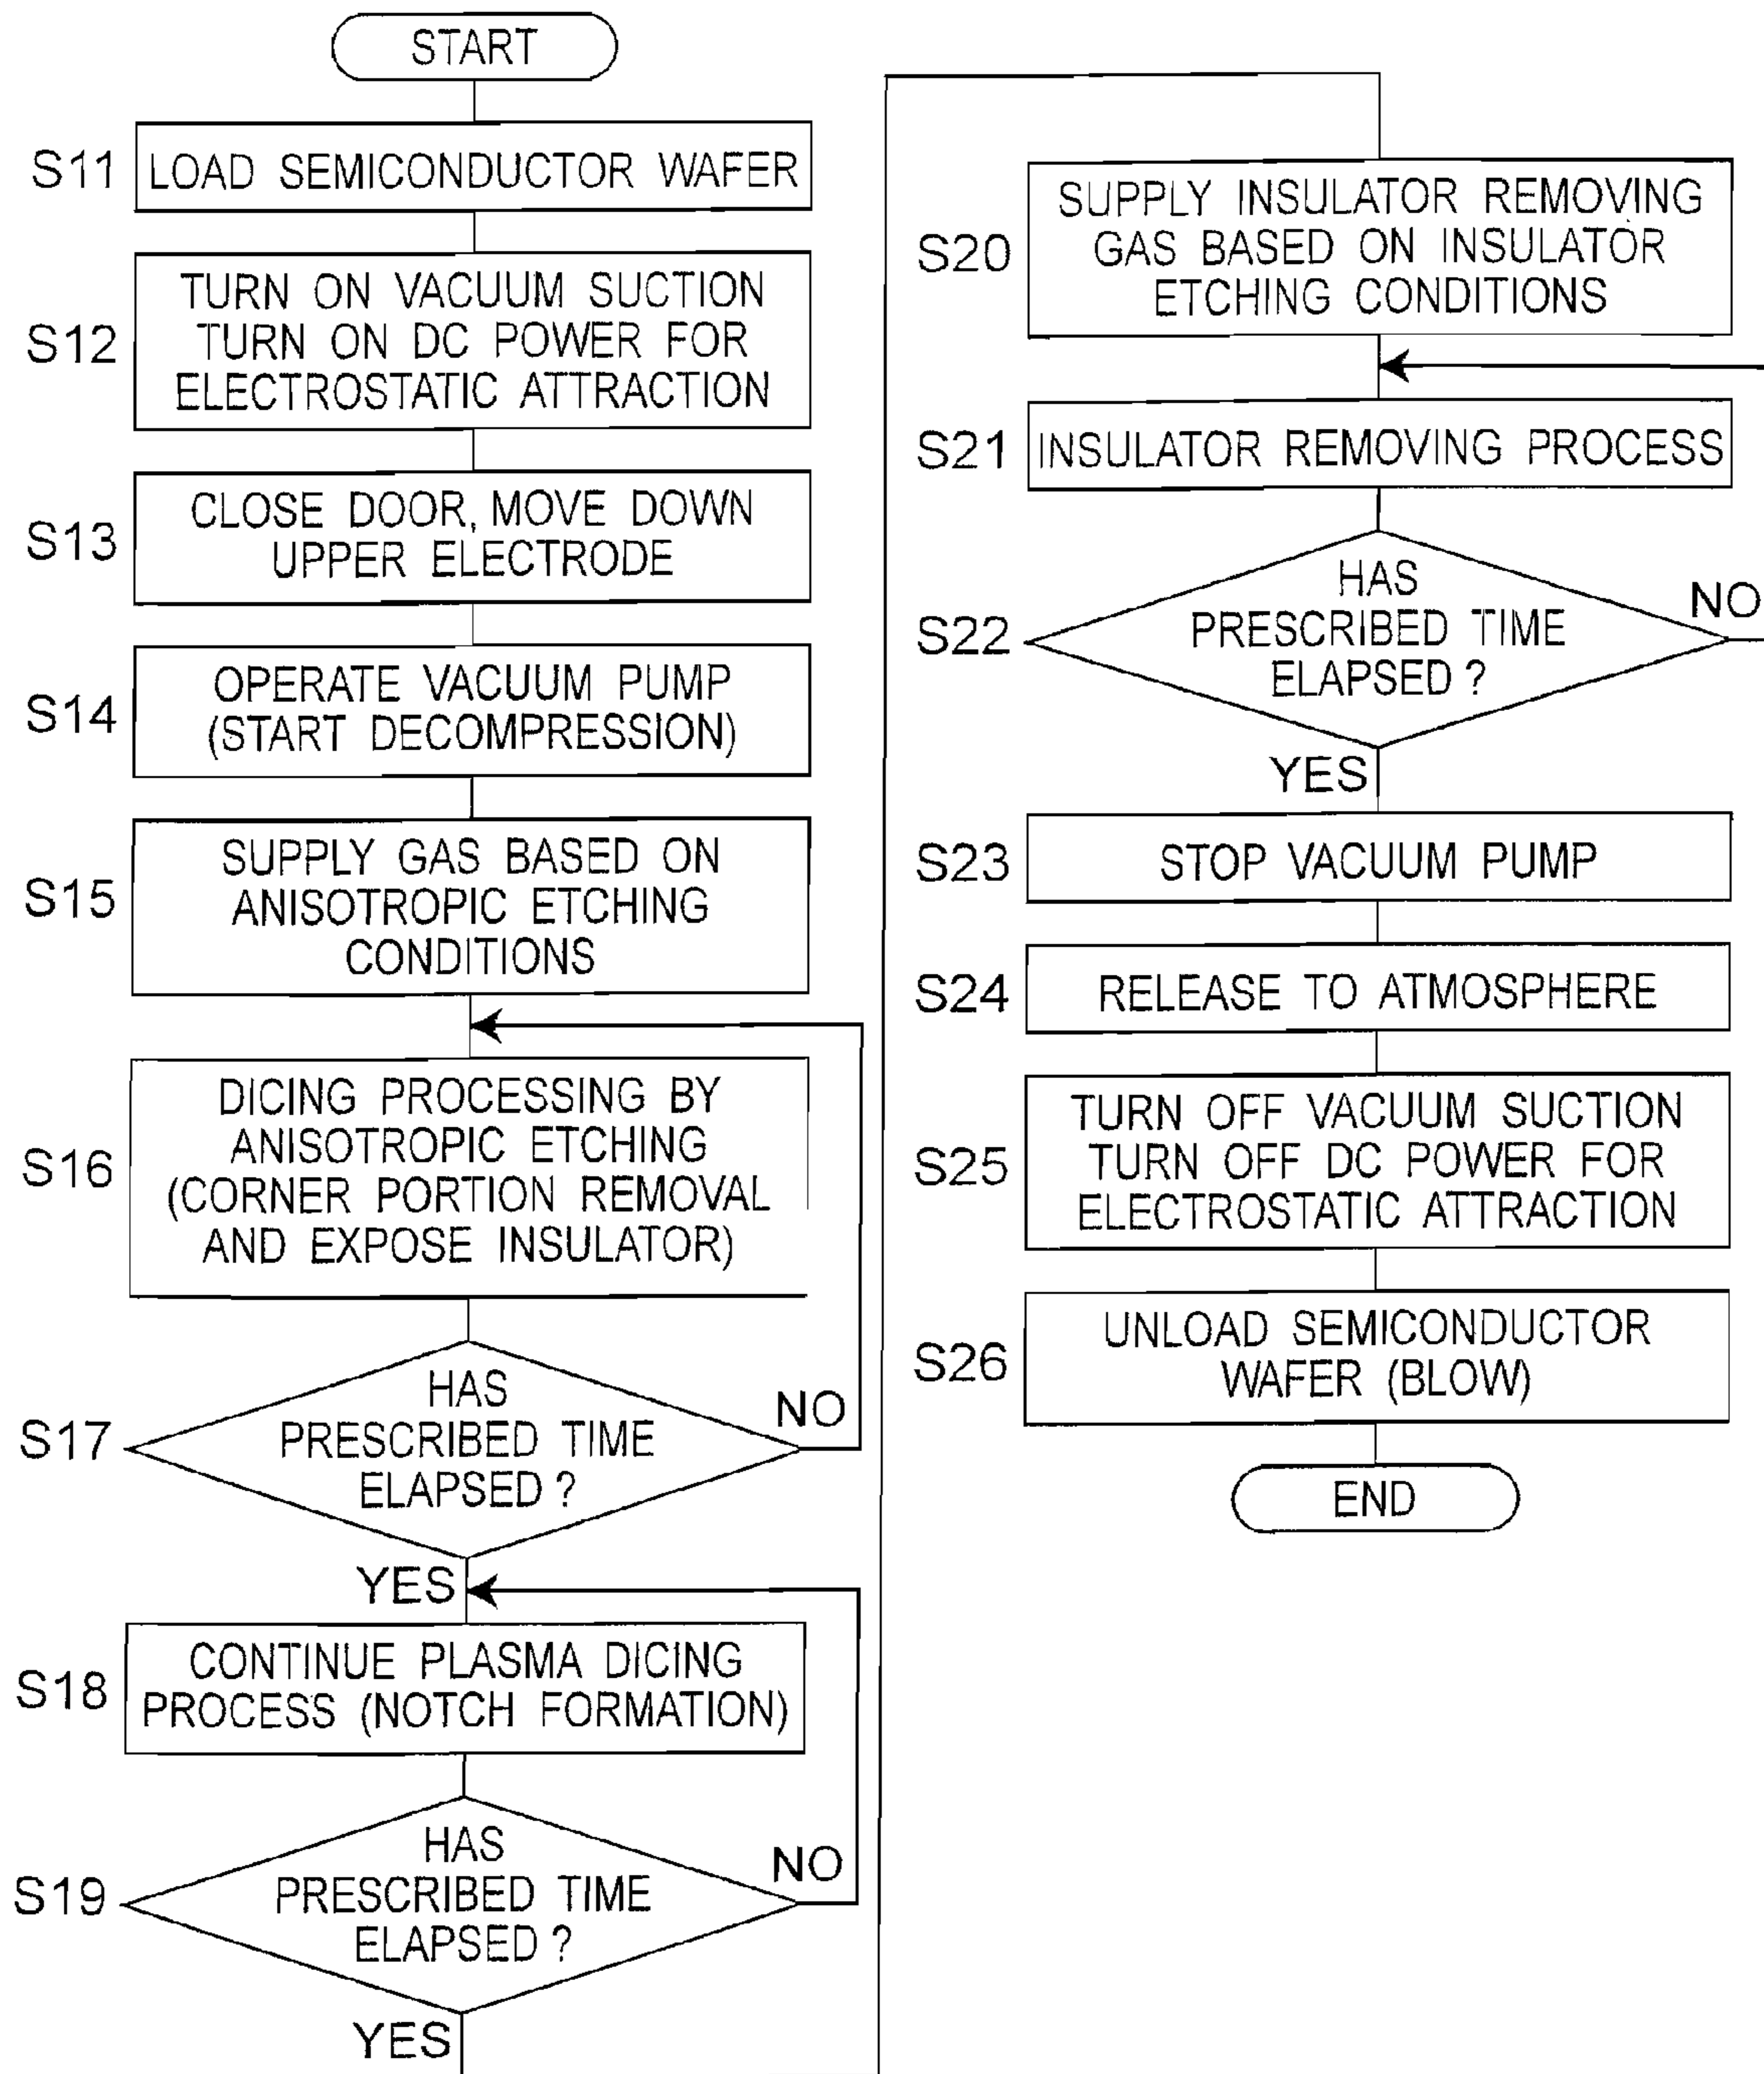 START
S11
LOAD SEMICONDUCTOR WAFER
S12
TURN ON VACUUM SUCTION
TURN ON DC POWER FOR
ELECTROSTATIC ATTRACTION
S13
CLOSE DOOR, MOVE DOWN
UPPER ELECTRODE
S14
OPERATE VACUUM PUMP
(START DECOMPRESSION)
S15
SUPPLY GAS BASED ON
ANISOTROPIC ETCHING
CONDITIONS
S16
DICING PROCESSING BY
ANISOTROPIC ETCHING
(CORNER PORTION REMOVAL
AND EXPOSE INSULATOR)
S17
HAS
PRESCRIBED TIME
ELAPSED ?
NO
YES
S18
CONTINUE PLASMA DICING
PROCESS (NOTCH FORMATION)
S19
HAS
PRESCRIBED TIME
ELAPSED ?
NO
YES
S20
SUPPLY INSULATOR REMOVING
GAS BASED ON INSULATOR
ETCHING CONDITIONS
S21
INSULATOR REMOVING PROCESS
S22
HAS
PRESCRIBED TIME
ELAPSED ?
NO
YES
S23
STOP VACUUM PUMP
S24
RELEASE TO ATMOSPHERE
S25
TURN OFF VACUUM SUCTION
TURN OFF DC POWER FOR
ELECTROSTATIC ATTRACTION
S26
UNLOAD SEMICONDUCTOR
WAFER (BLOW)
END